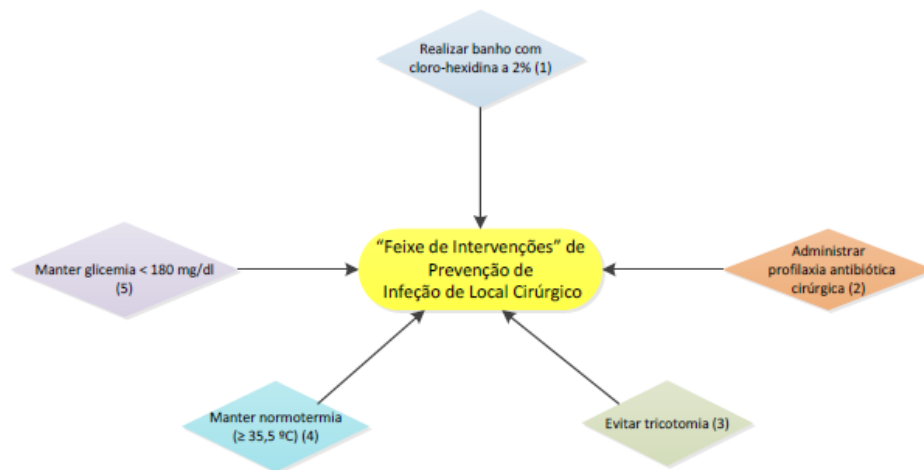 Realizar banho com
cloro-hexidina a 2% (1)
"Feixe de Intervenções" de
Prevenção de
Infeção de Local Cirúrgico
Manter glicemia < 180 mg/dl
(5)
Administrar
profilaxia antibiótica
cirúrgica (2)
Manter normotermia
(≥ 35,5 ºC) (4)
Evitar tricotomia (3)